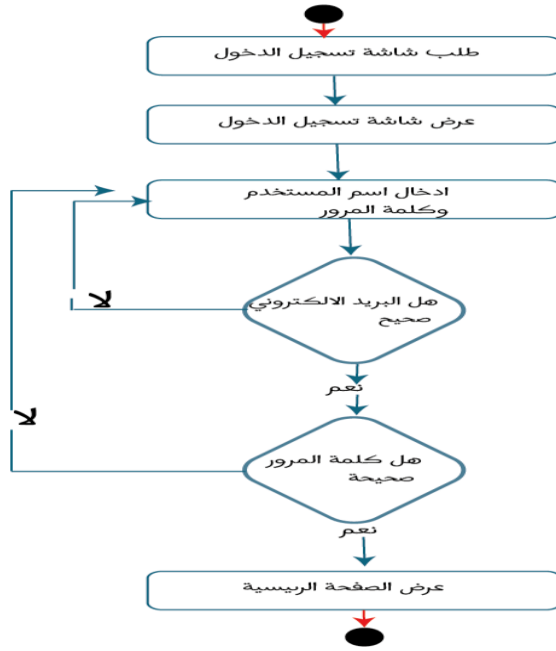 طلب شاشة تسجيل الدخول
عرض شاشة تسجيل الدخول
ادخال اسم المستخدم
وكلمة المرور
هل البريد الالكتروني
صحيح
لا
نعم
هل كلمة المرور
صحيحة
لا
نعم
عرض الصفحة الرييسية